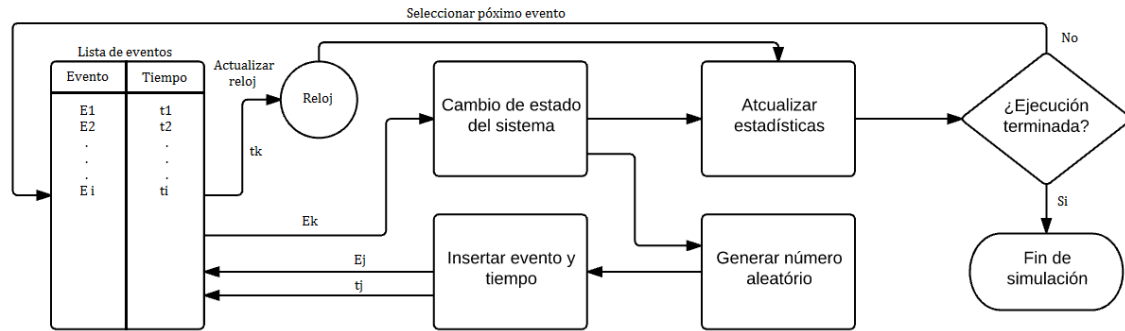 Seleccionar póximo evento
No
Lista de eventos
Evento Tiempo
E1 t1
E2 t2
. .
. .
. .
E i ti
Actualizar
reloj
Reloj
tk
Cambio de estado
del sistema
Atcualizar
estadísticas
¿Ejecución
terminada?
Si
Ek
Ej
tj
Insertar evento y
tiempo
Generar número
aleatório
Fin de
simulación